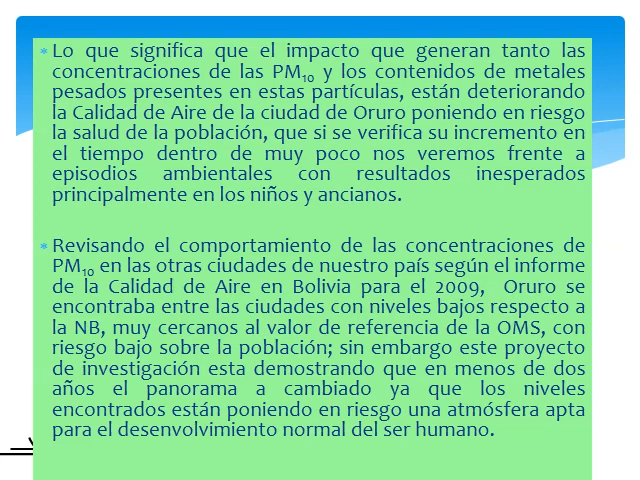 * Lo que significa que el impacto que generan tanto las
concentraciones de las PM₁₀ y los contenidos de metales
pesados presentes en estas partículas, están deteriorando
la Calidad de Aire de la ciudad de Oruro poniendo en riesgo
la salud de la población, que si se verifica su incremento en
el tiempo dentro de muy poco nos veremos frente a
episodios ambientales con resultados inesperados
principalmente en los niños y ancianos.
* Revisando el comportamiento de las concentraciones de
PM₁₀ en las otras ciudades de nuestro país según el informe
de la Calidad de Aire en Bolivia para el 2009, Oruro se
encontraba entre las ciudades con niveles bajos respecto a
la NB, muy cercanos al valor de referencia de la OMS, con
riesgo bajo sobre la población; sin embargo este proyecto
de investigación esta demostrando que en menos de dos
años el panorama a cambiado ya que los niveles
encontrados están poniendo en riesgo una atmósfera apta
para el desenvolvimiento normal del ser humano.